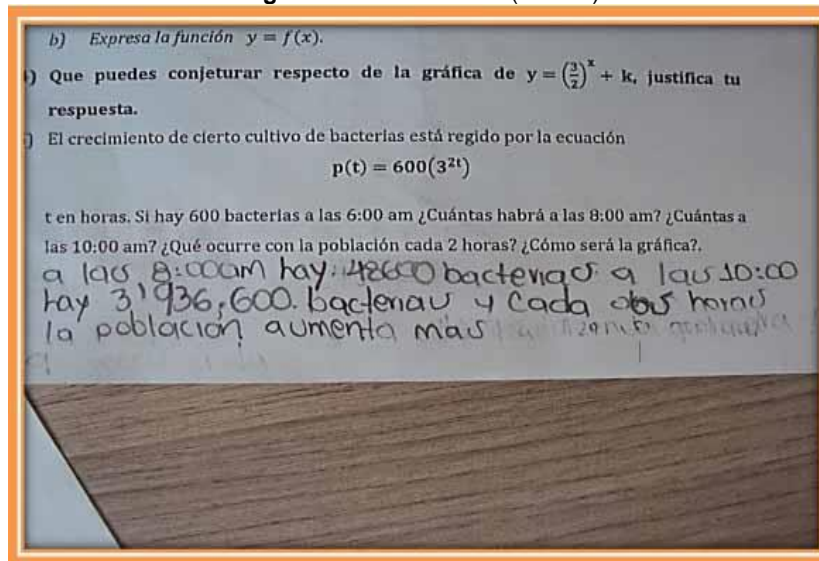 b) Expresa la función y = f(x).
) Que puedes conjeturar respecto de la gráfica de y = (3/2)^x + k, justifica tu
respuesta.
) El crecimiento de cierto cultivo de bacterias está regido por la ecuación
p(t) = 600(3^{2t})
t en horas. Si hay 600 bacterias a las 6:00 am ¿Cuántas habrá a las 8:00 am? ¿Cuántas a
las 10:00 am? ¿Qué ocurre con la población cada 2 horas? ¿Cómo será la gráfica?.
a las 8:00am hay: 48600 bacterias a las 10:00
hay 3'936,600. bacterias y cada dos horas
la población aumenta más